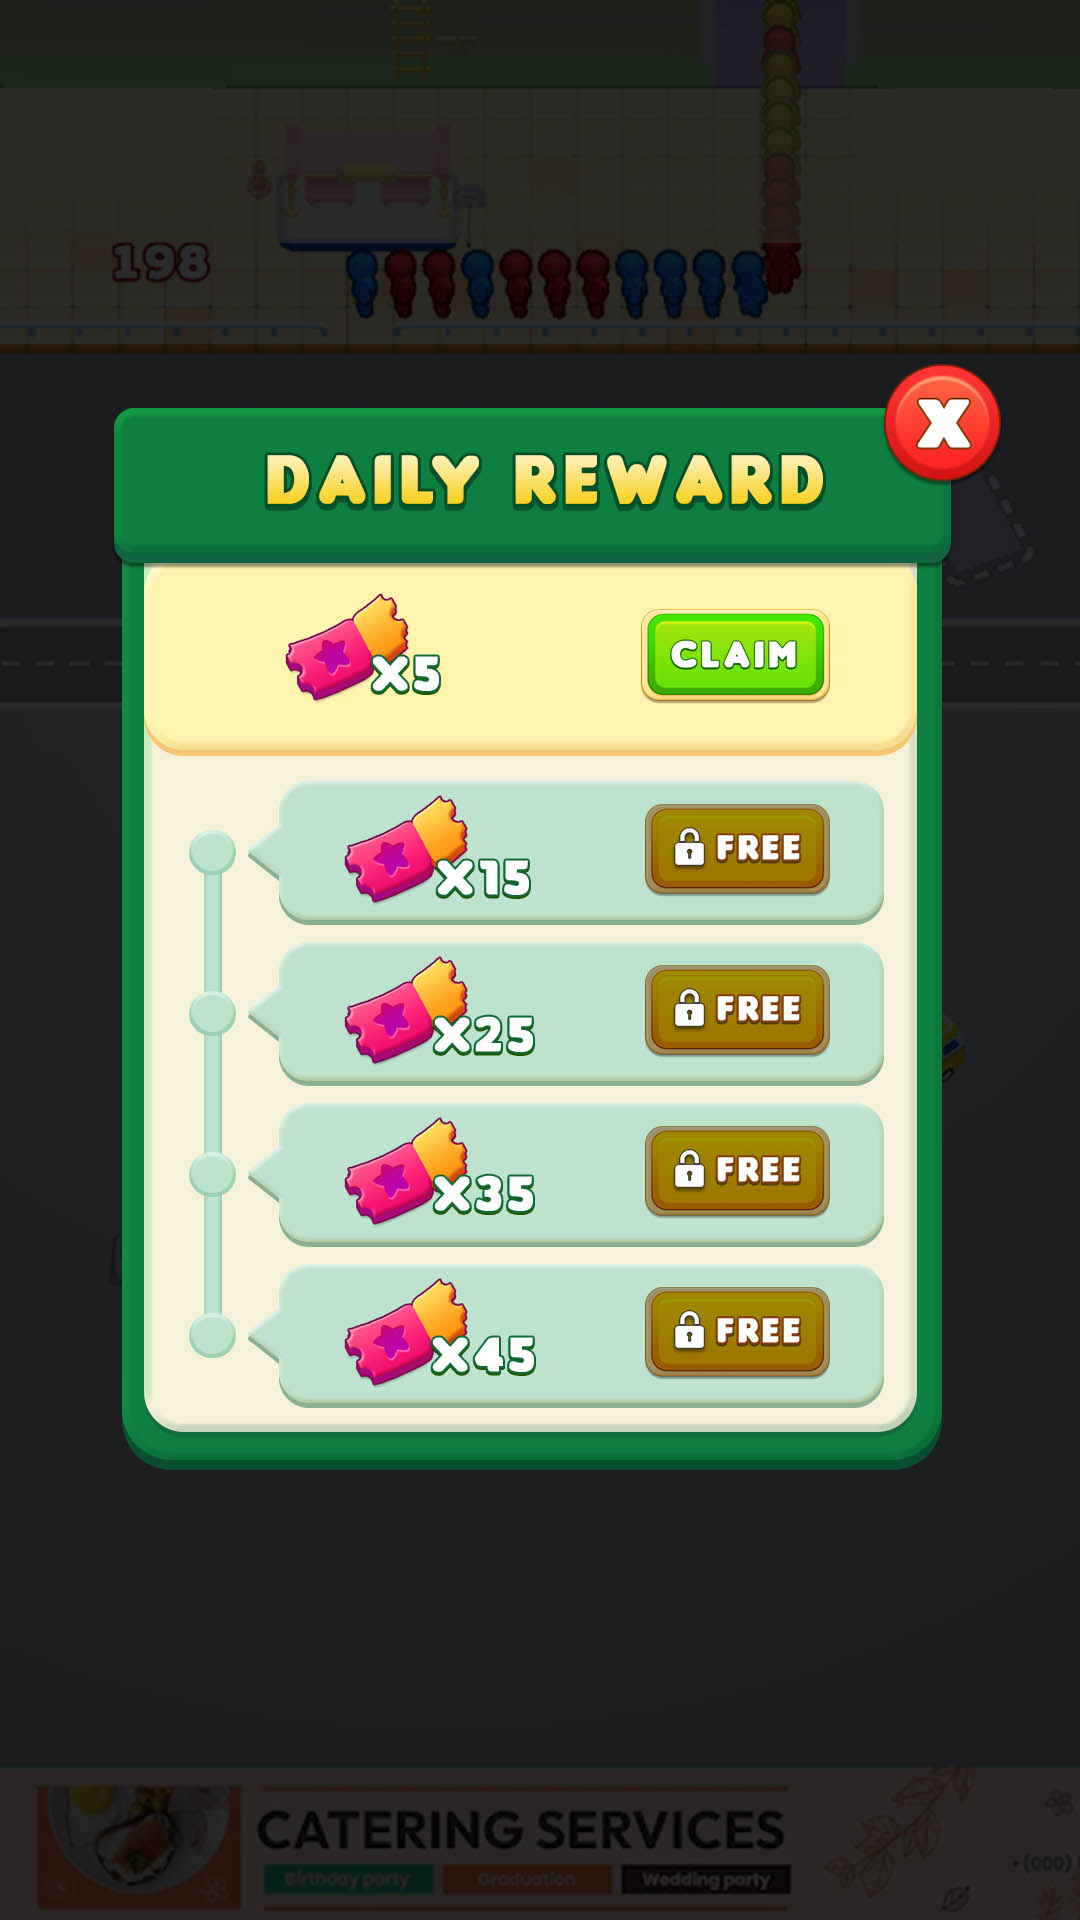 198
X
DAILY REWARD
X5
CLAIM
X15
FREE
X25
FREE
X35
FREE
X45
FREE
CATERING SERVICES
Birthday party
Graduation
Wedding party
+(000)